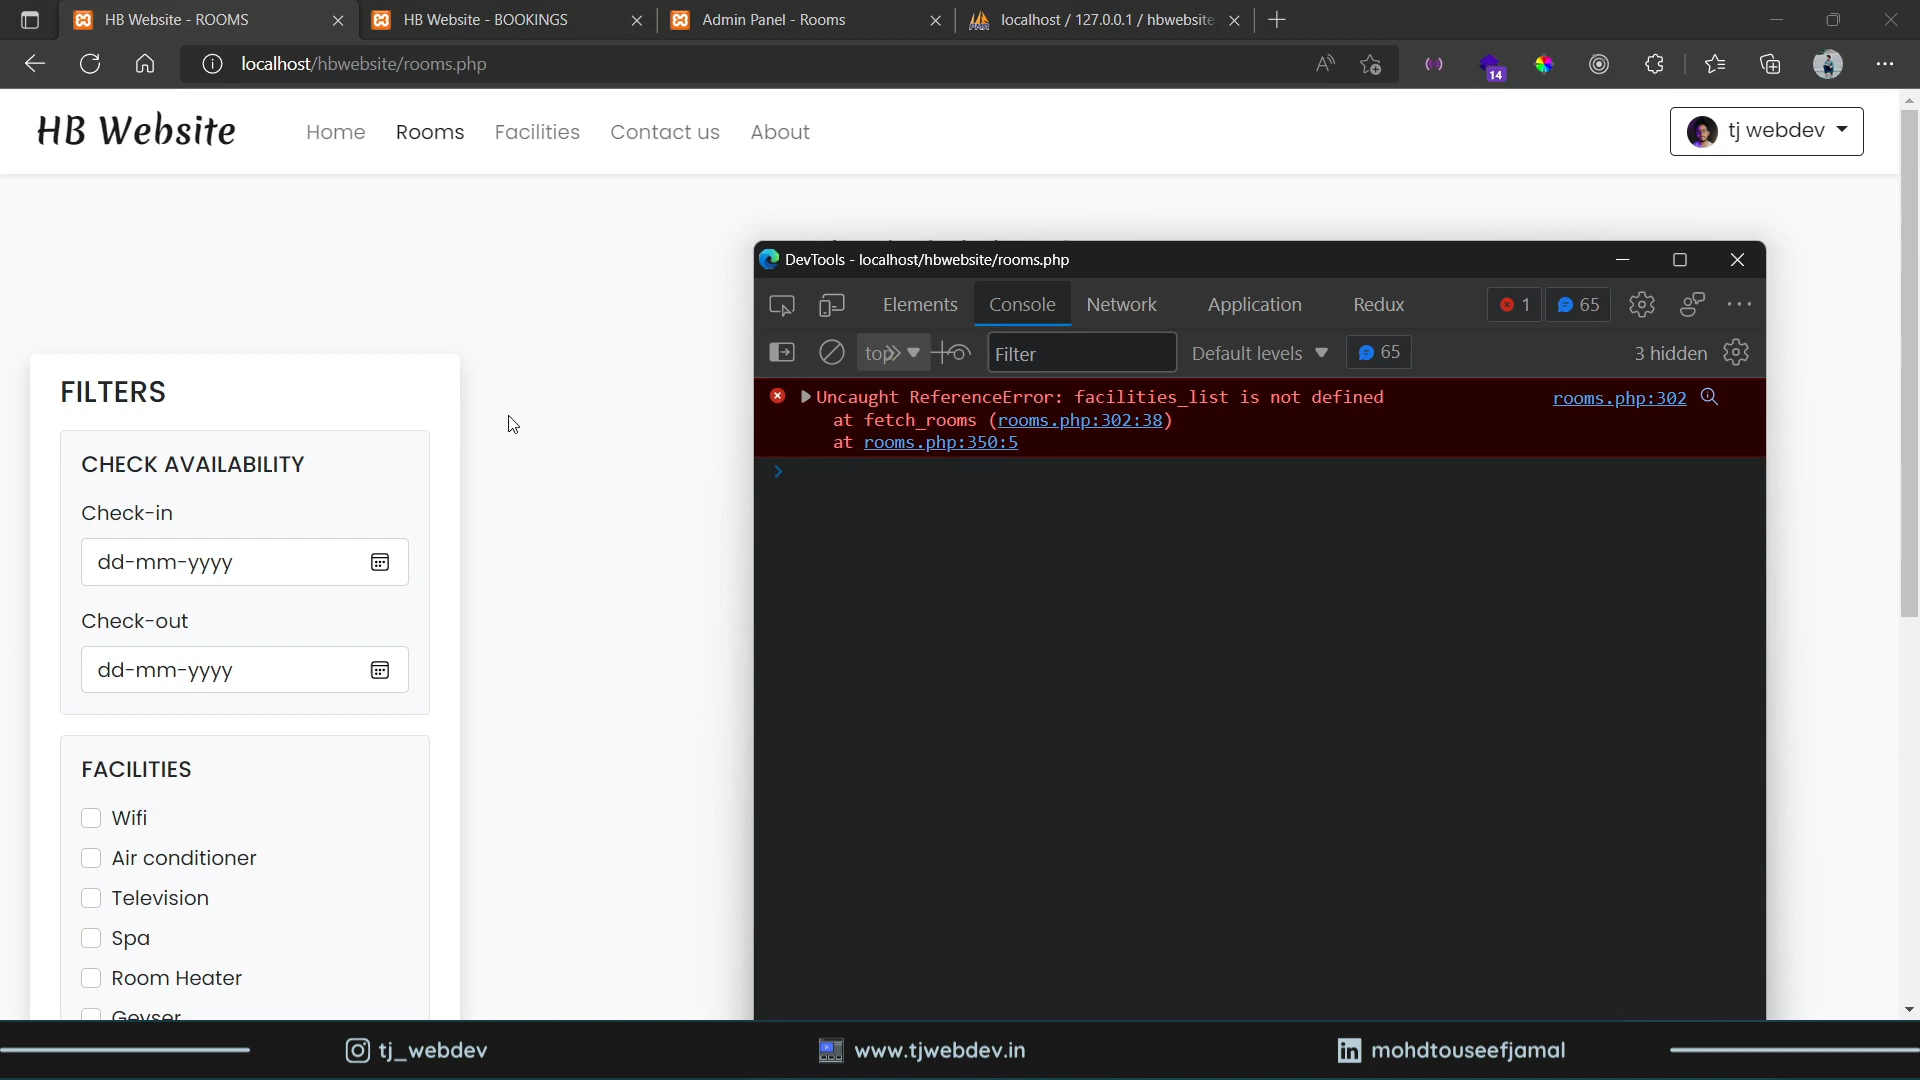 HB Website - ROOMS
HB Website - BOOKINGS
Admin Panel - Rooms
localhost / 127.0.0.1 / hbwebsite
localhost/hbwebsite/rooms.php
14
HB Website
Home
Rooms
Facilities
Contact us
About
tj webdev
DevTools - localhost/hbwebsite/rooms.php
Elements
Console
Network
Application
Redux
1
65
top
Filter
Default levels
65
3 hidden
Uncaught ReferenceError: facilities_list is not defined
rooms.php:302
at fetch_rooms (rooms.php:302:38)
at rooms.php:350:5
FILTERS
CHECK AVAILABILITY
Check-in
dd-mm-yyyy
Check-out
dd-mm-yyyy
FACILITIES
Wifi
Air conditioner
Television
Spa
Room Heater
Geyser
tj_webdev
www.tjwebdev.in
mohdtouseefjamal